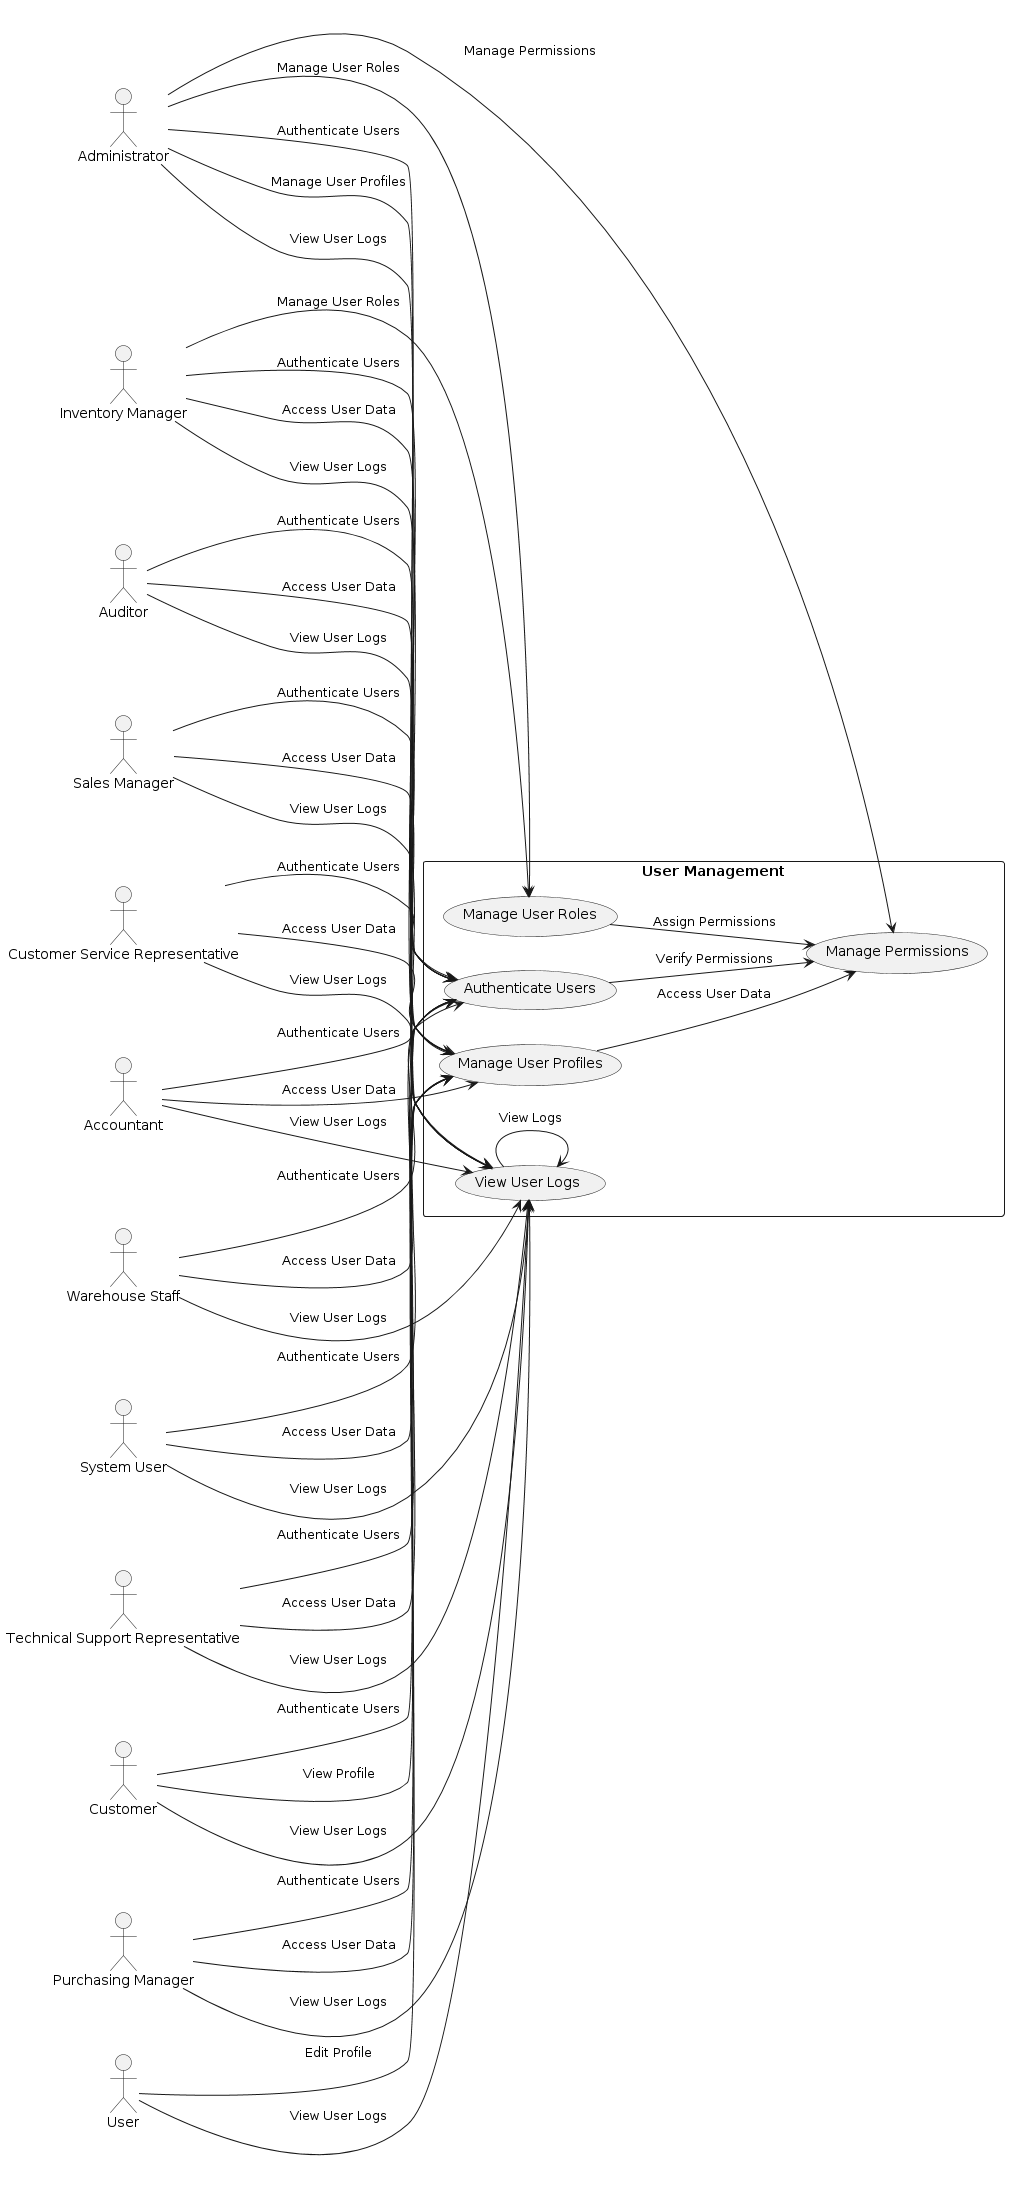 Manage Permissions
Manage User Roles
Authenticate Users
Administrator
Manage User Profiles
View User Logs
Manage User Roles
Authenticate Users
Access User Data
Inventory Manager
View User Logs
Authenticate Users
Access User Data
Auditor
View User Logs
Authenticate Users
Access User Data
Sales Manager
View User Logs
Authenticate Users
User Management
Manage User Roles
Assign Permissions
Access User Data
Customer Service Representative
Manage Permissions
Verify Permissions
View User Logs
Authenticate Users
Access User Data
Authenticate Users
Manage User Profiles
Access User Data
Accountant
View User Logs
View Logs
Authenticate Users
View User Logs
Access User Data
Warehouse Staff
View User Logs
Authenticate Users
Access User Data
System User
View User Logs
Authenticate Users
Access User Data
Technical Support Representative
View User Logs
Authenticate Users
View Profile
Customer
View User Logs
Authenticate Users
Access User Data
Purchasing Manager
View User Logs
Edit Profile
View User Logs
User